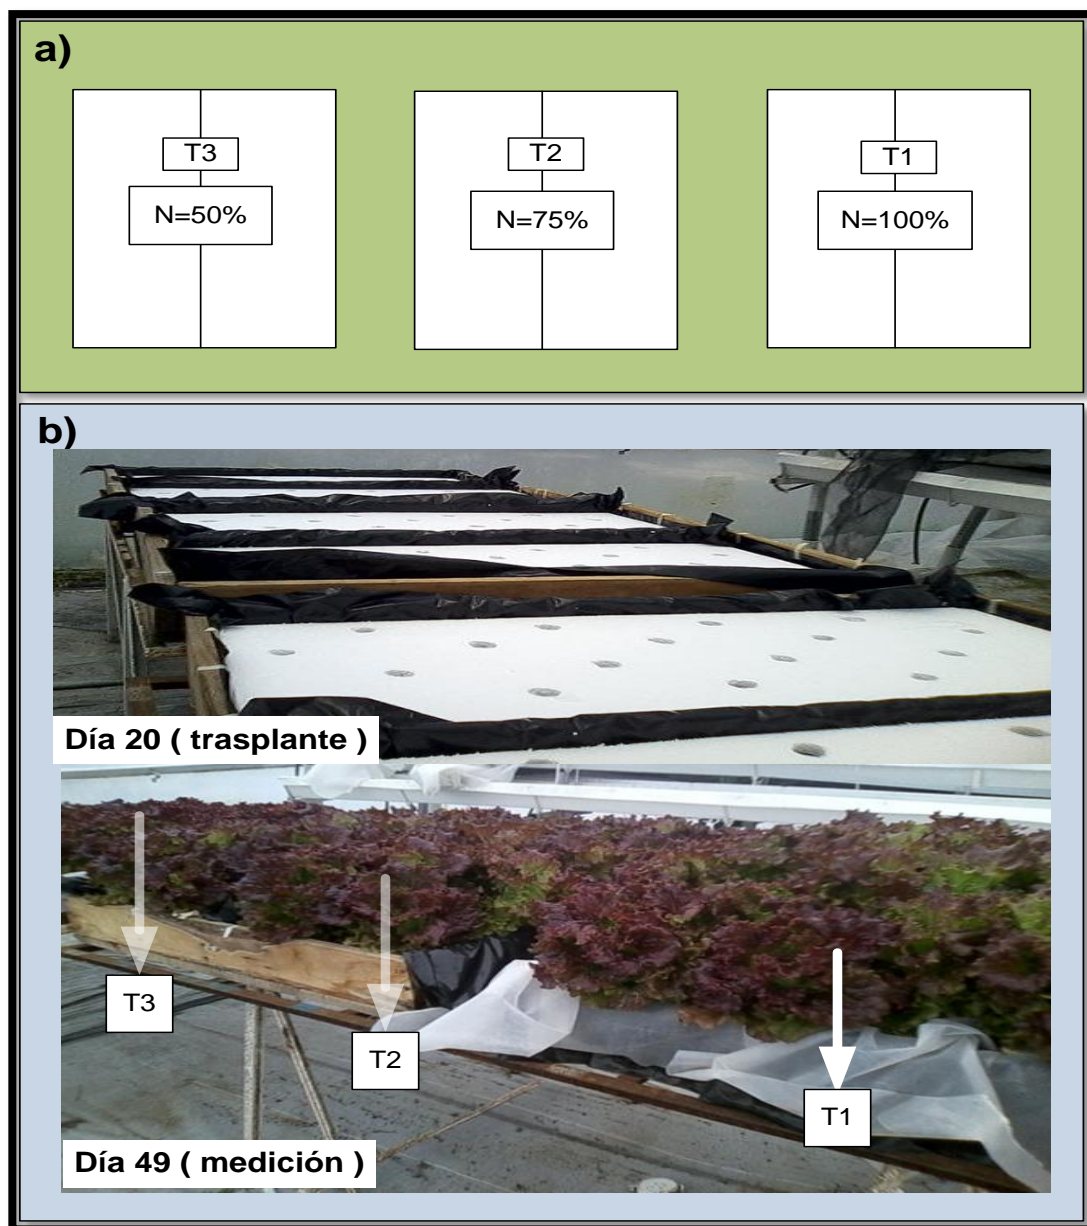 a)
T3
T2
T1
N=50%
N=75%
N=100%
b)
Día 20 ( trasplante )
T3
T2
T1
Día 49 ( medición )